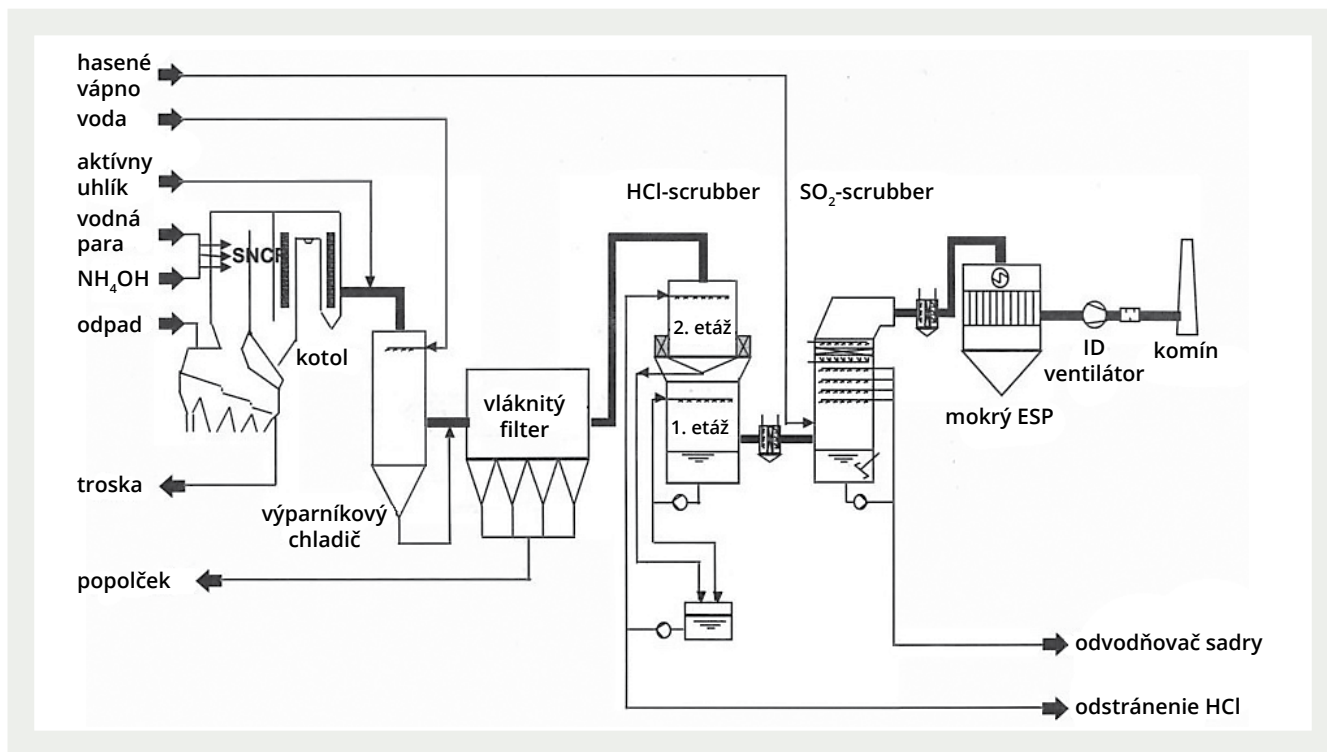 hasené
vápno
voda
aktívny
uhlík
vodná
para
NH₄OH
odpad
SNCR
kotol
troska
popolček
výparníkový
chladič
vláknitý
filter
HCl-scrubber
2. etáž
1. etáž
SO₂-scrubber
mokrý ESP
ID
ventilátor
komín
odvodňovač sadry
odstránenie HCl